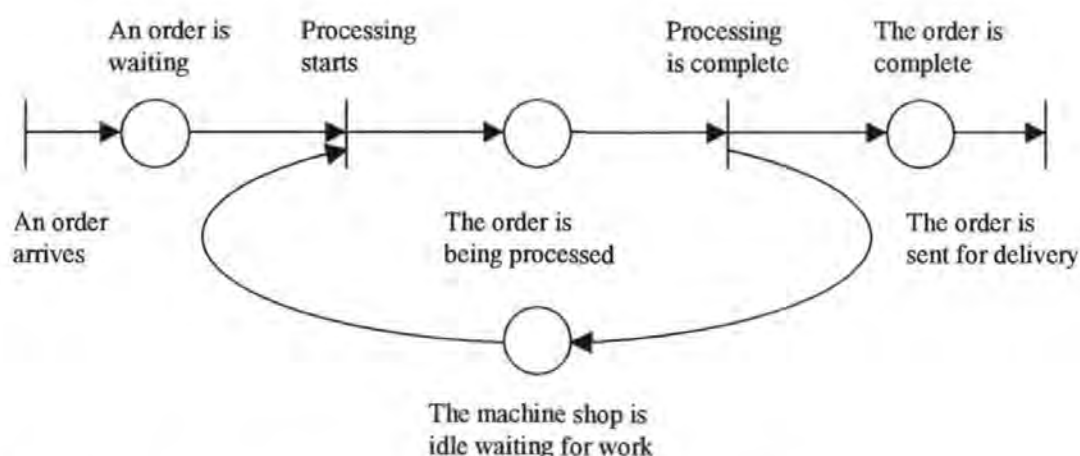 An order is
waiting
Processing
starts
Processing
is complete
The order is
complete
An order
arrives
The order is
being processed
The order is
sent for delivery
The machine shop is
idle waiting for work